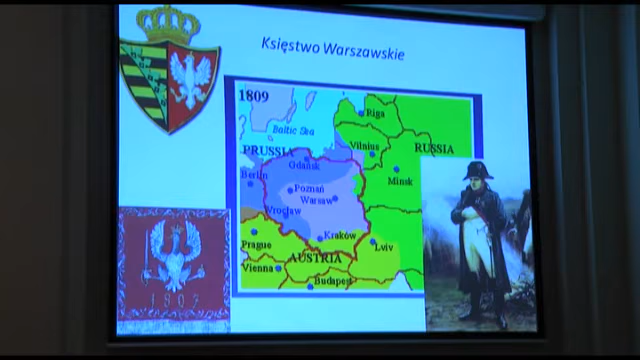 Księstwo Warszawskie
1809
Riga
Baltic Sea
PRUSSIA
Vilnius
RUSSIA
Gdańsk
Berlin
Minsk
Poznań
Warsaw
Wrocław
Kraków
Prague
Lviv
AUSTRIA
Vienna
Budapest
1807